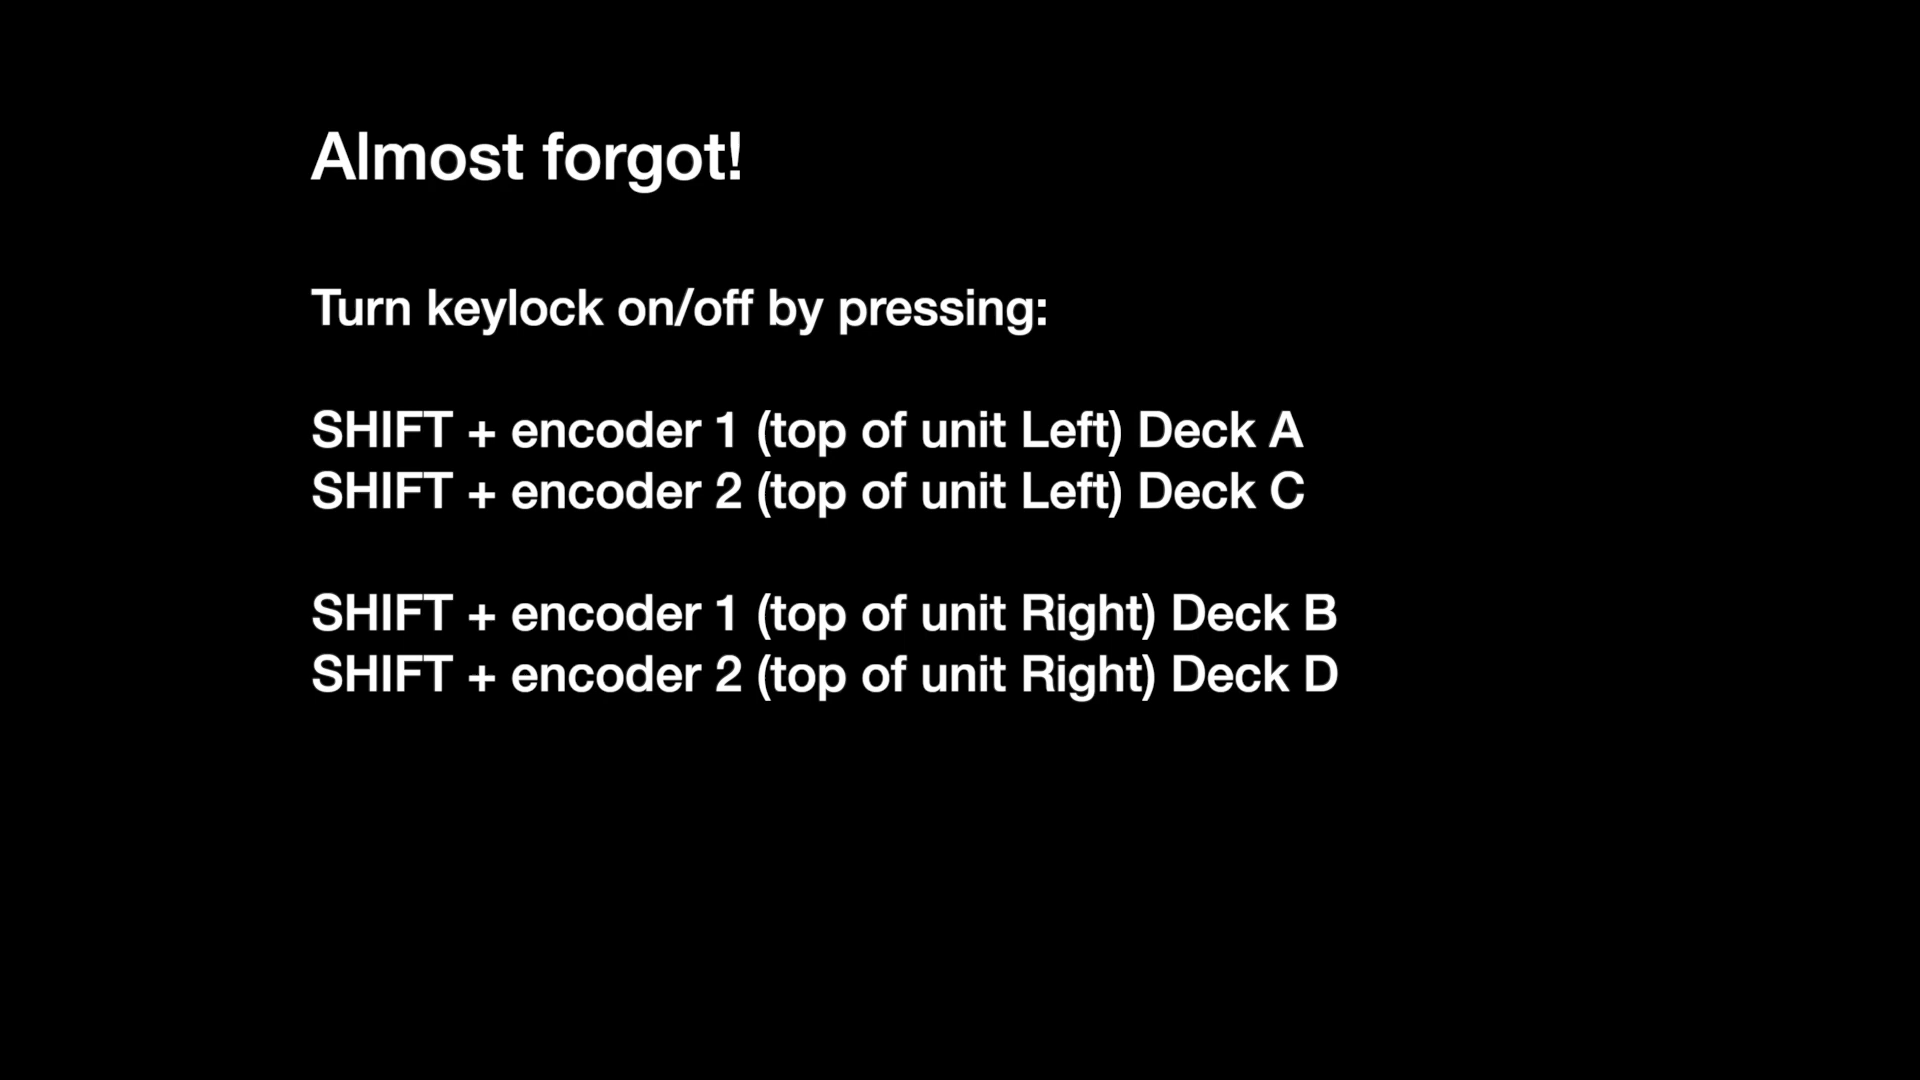 Almost forgot!
Turn keylock on/off by pressing:
SHIFT + encoder 1 (top of unit Left) Deck A
SHIFT + encoder 2 (top of unit Left) Deck C
SHIFT + encoder 1 (top of unit Right) Deck B
SHIFT + encoder 2 (top of unit Right) Deck D